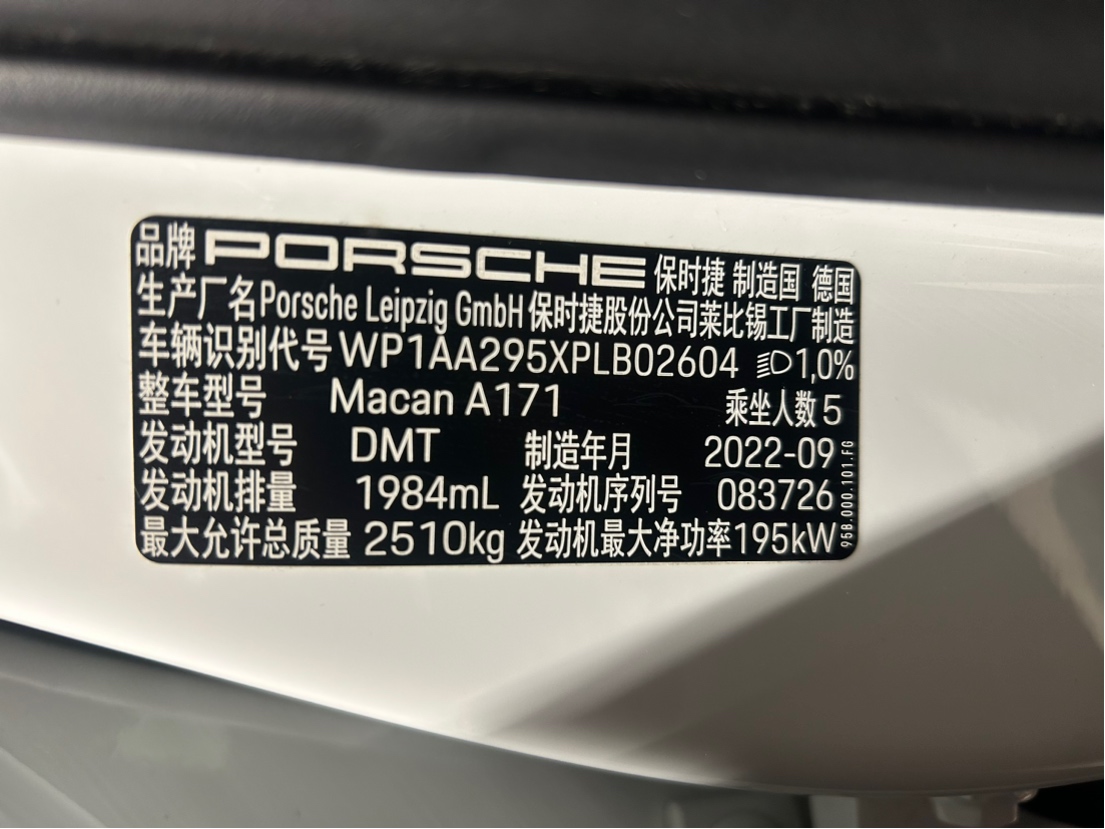 品牌 PORSCHE 保时捷 制造国 德国
生产厂名 Porsche Leipzig GmbH 保时捷股份公司莱比锡工厂制造
车辆识别代号 WP1AA295XPLB02604 1,0%
整车型号 Macan A171 乘坐人数 5
发动机型号 DMT 制造年月 2022-09
发动机排量 1984mL 发动机序列号 083726
最大允许总质量 2510kg 发动机最大净功率 195kW
95B.000.101.FG